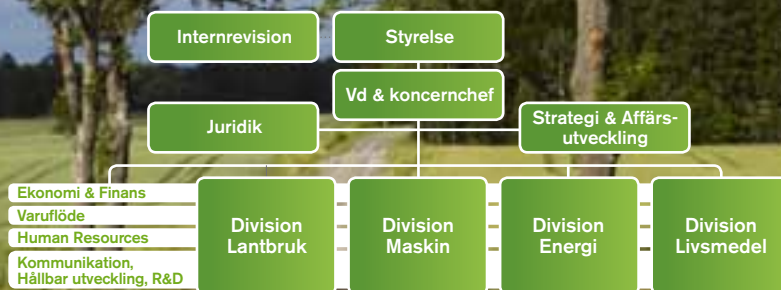 Internrevision
Styrelse
Vd & koncernchef
Juridik
Strategi & Affärs-
utveckling
Ekonomi & Finans
Varuflöde
Human Resources
Kommunikation,
Hållbar utveckling, R&D
Division
Lantbruk
Division
Maskin
Division
Energi
Division
Livsmedel